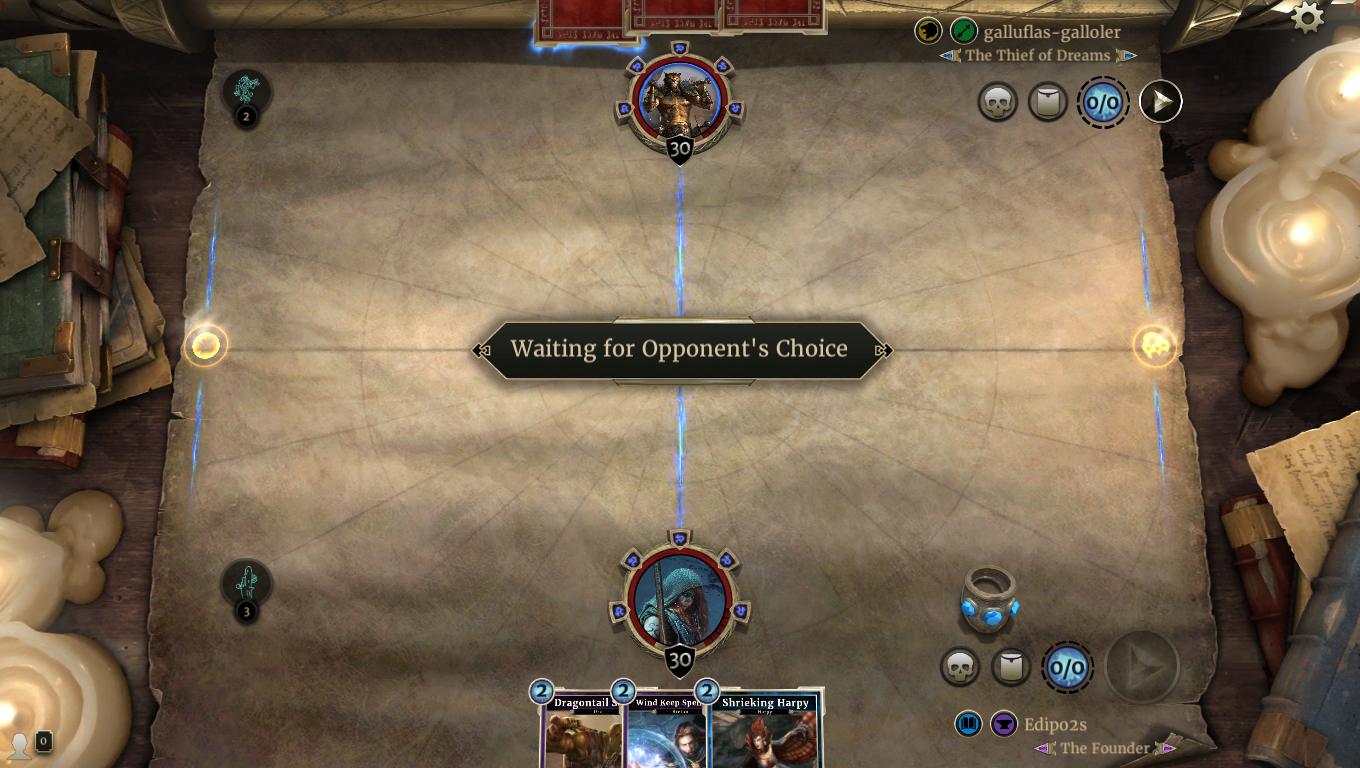 galluflas-galloler
The Thief of Dreams
2
0/0
30
Waiting for Opponent's Choice
3
30
0/0
2
2
2
Dragontail S
Wind Keep Spel
Shrieking Harpy
Harpy
Edipo2s
The Founder
0